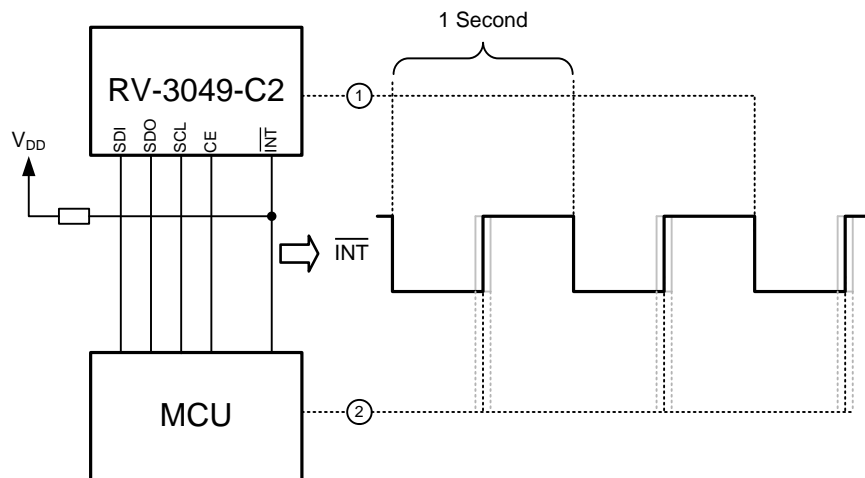 1 Second
RV-3049-C2
1
SDI
SDO
SCL
CE
INT
VDD
INT
MCU
2